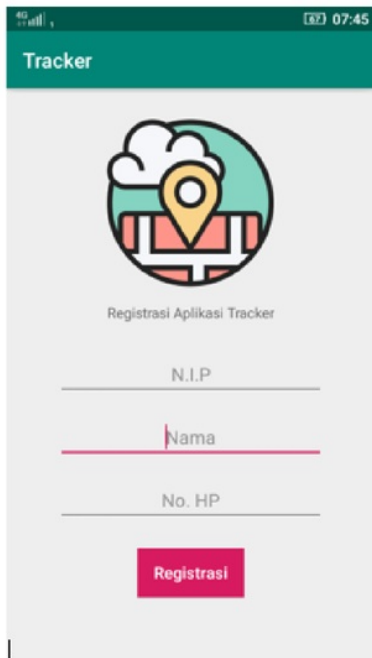 4G
67 07:45
Tracker
Registrasi Aplikasi Tracker
N.I.P
Nama
No. HP
Registrasi